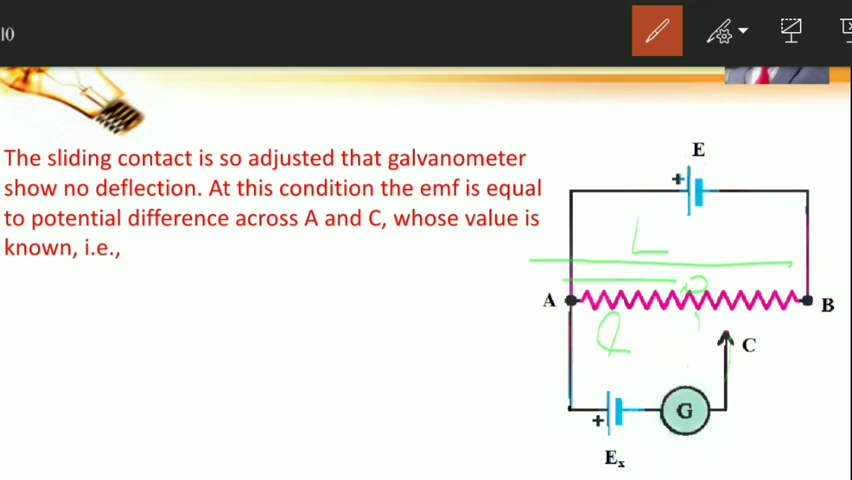 10
The sliding contact is so adjusted that galvanometer
show no deflection. At this condition the emf is equal
to potential difference across A and C, whose value is
known, i.e.,
E
+
L
A
B
C
+
G
Ex